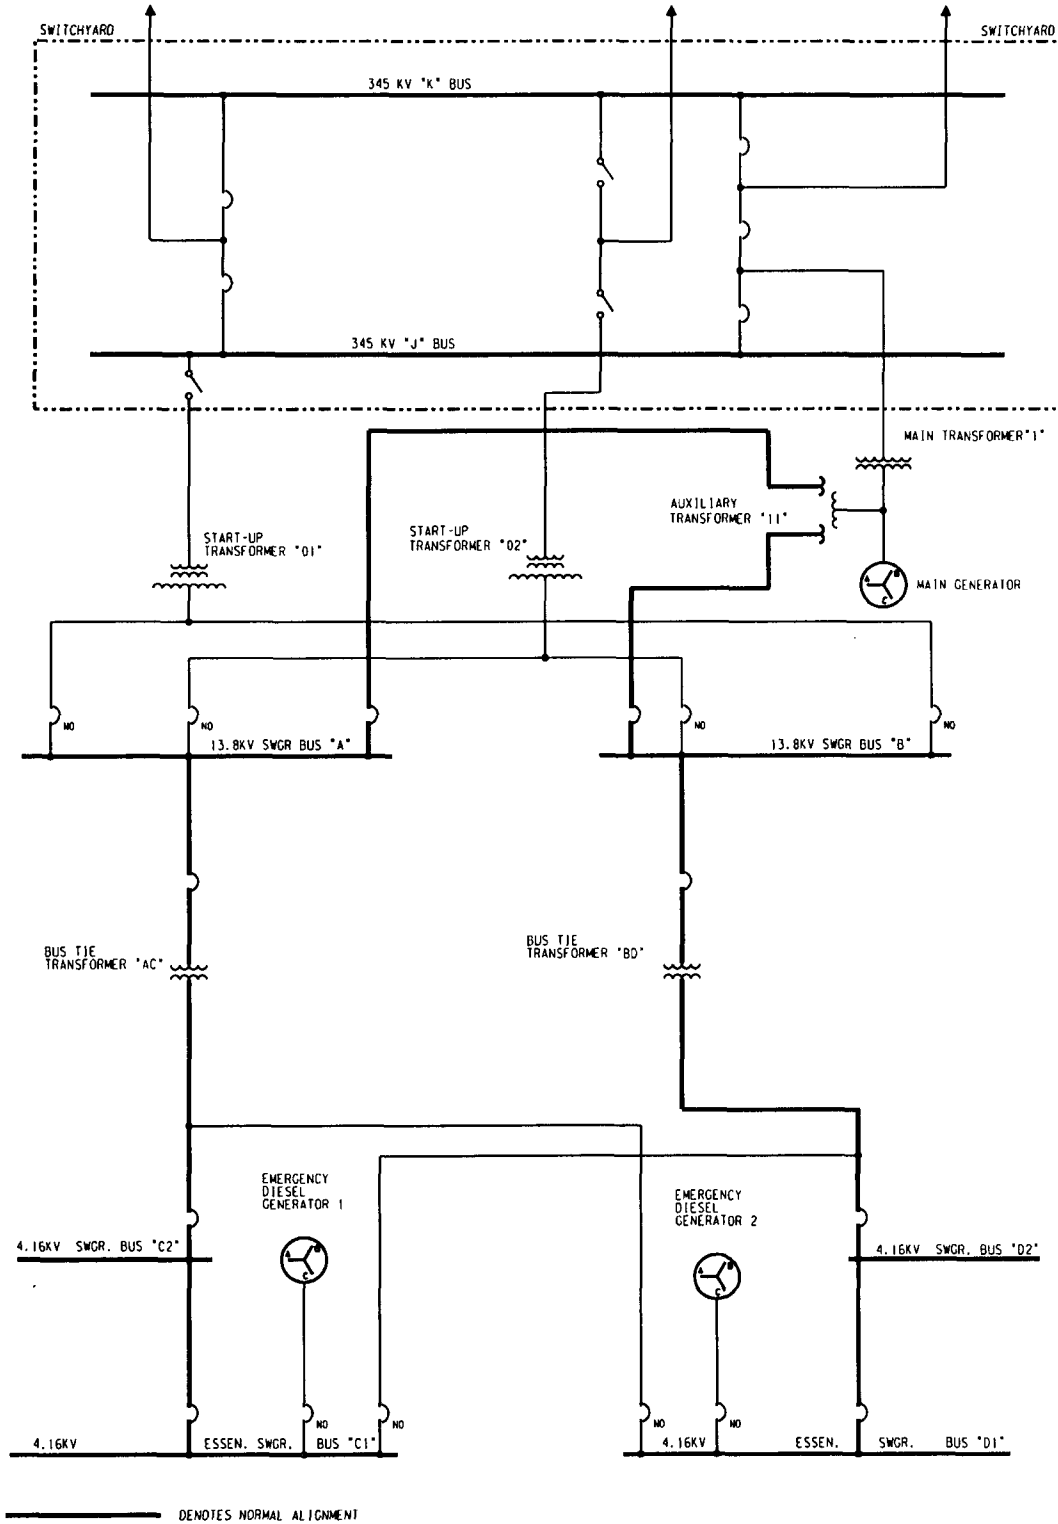 SWITCHYARD
SWITCHYARD
345 KV "K" BUS
345 KV "J" BUS
MAIN TRANSFORMER"1"
AUXILIARY
TRANSFORMER "11"
START-UP
TRANSFORMER "01"
START-UP
TRANSFORMER "02"
A B C
MAIN GENERATOR
NO
NO
NO
NO
13.8KV SWGR BUS "A"
13.8KV SWGR BUS "B"
BUS TIE
TRANSFORMER "AC"
BUS TIE
TRANSFORMER "BD"
EMERGENCY
DIESEL
GENERATOR 1
EMERGENCY
DIESEL
GENERATOR 2
4.16KV SWGR. BUS "C2"
A B C
A B C
4.16KV SWGR. BUS "D2"
NO
NO
NO
NO
4.16KV ESSEN. SWGR. BUS "C1"
4.16KV ESSEN. SWGR. BUS "D1"
DENOTES NORMAL ALIGNMENT